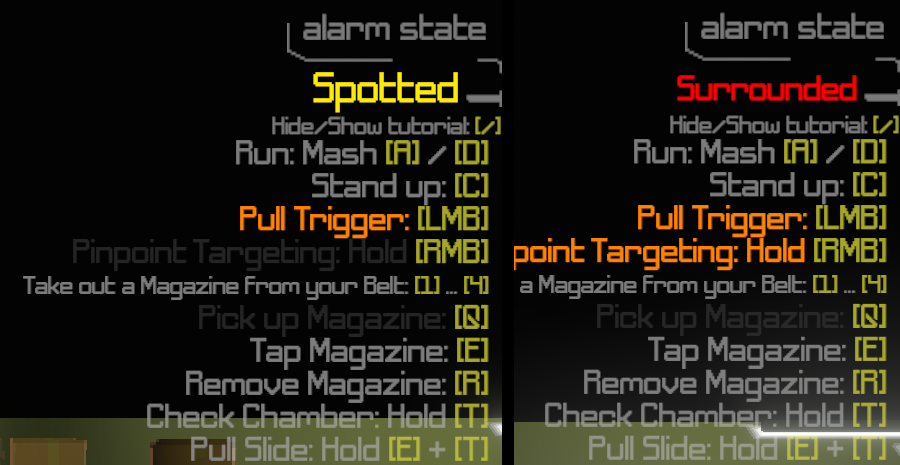 alarm state
Spotted
Hide/Show tutorial: [/]
Run: Mash [A] / [D]
Stand up: [C]
Pull Trigger: [LMB]
Pinpoint Targeting: Hold [RMB]
Take out a Magazine From your Belt: [1] ... [4]
Pick up Magazine: [Q]
Tap Magazine: [E]
Remove Magazine: [R]
Check Chamber: Hold [T]
Pull Slide: Hold [E] + [T]
alarm state
Surrounded
Hide/Show tutorial: [/]
Run: Mash [A] / [D]
Stand up: [C]
Pull Trigger: [LMB]
point Targeting: Hold [RMB]
a Magazine From your Belt: [1] ... [4]
Pick up Magazine: [Q]
Tap Magazine: [E]
Remove Magazine: [R]
Check Chamber: Hold [T]
Pull Slide: Hold [E] + [T]